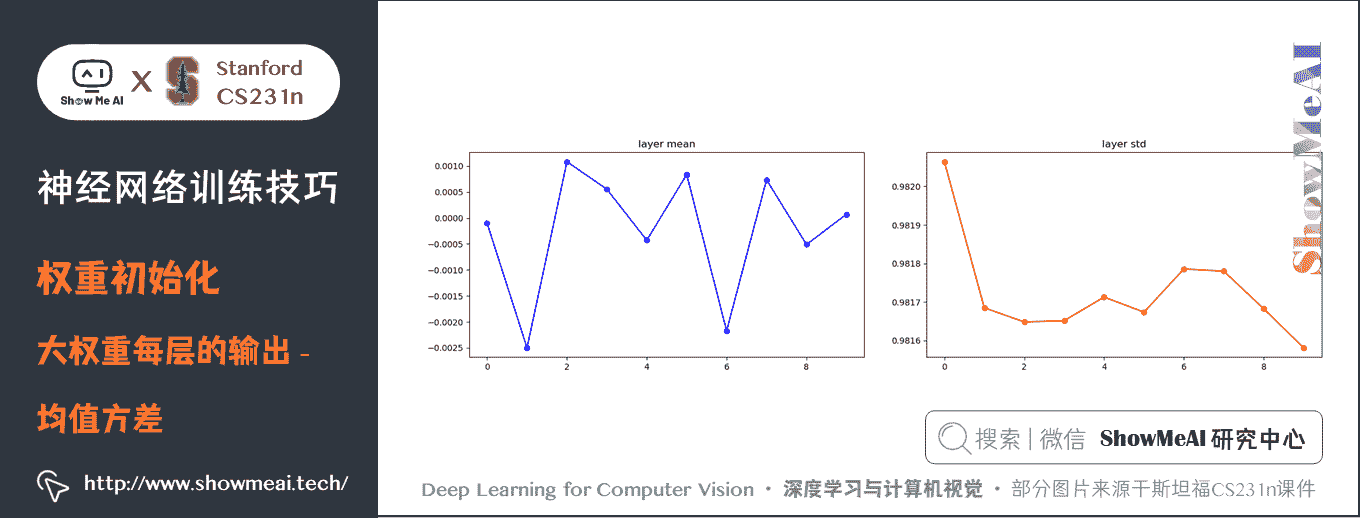 Show Me AI
X
Stanford
CS231n
神经网络训练技巧
权重初始化
大权重每层的输出 -
均值方差
http://www.showmeai.tech/
layer mean
0.0010
0.0005
0.0000
−0.0005
−0.0010
−0.0015
−0.0020
−0.0025
0 2 4 6 8
layer std
0.9820
0.9819
0.9818
0.9817
0.9816
0 2 4 6 8
ShowMeAI
搜索 | 微信 ShowMeAI 研究中心
Deep Learning for Computer Vision · 深度学习与计算机视觉 · 部分图片来源于斯坦福CS231n课件